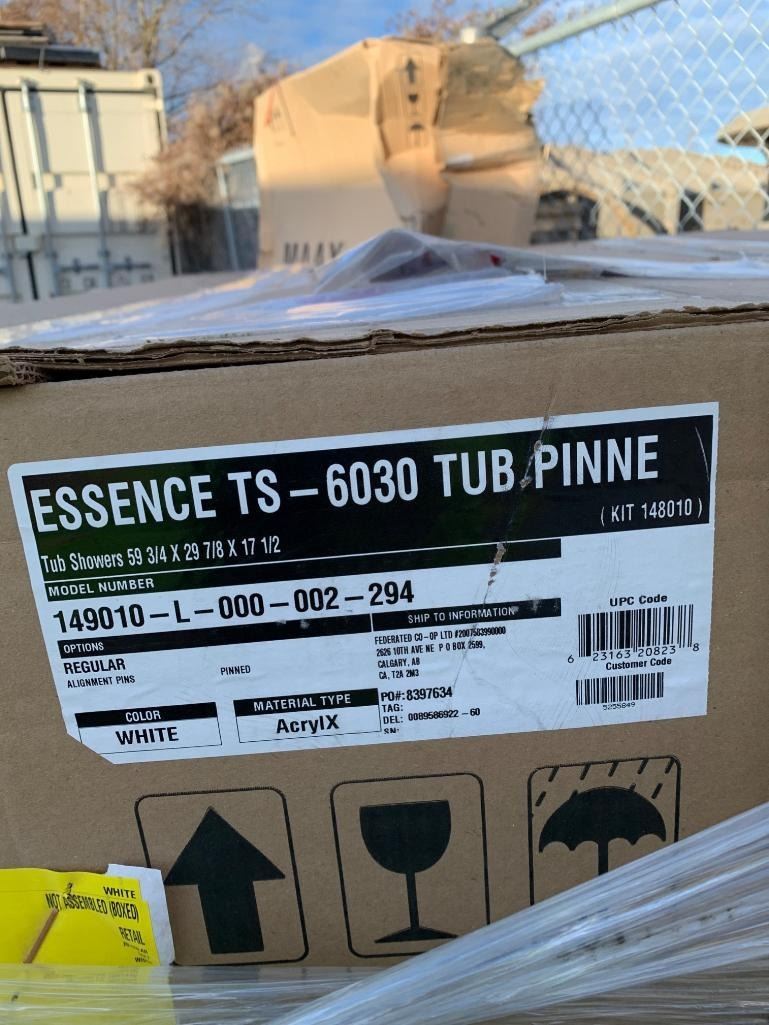 MAAX
ESSENCE TS – 6030 TUB PINNE
( KIT 148010 )
Tub Showers 59 3/4 X 29 7/8 X 17 1/2
MODEL NUMBER
149010 – L – 000 – 002 – 294
OPTIONS
REGULAR
ALIGNMENT PINS
PINNED
SHIP TO INFORMATION
FEDERATED CO-OP LTD #2007583990000
2626 10TH AVE NE P O BOX 2599,
CALGARY, AB
CA, T2A 2M3
PO#:8397634
TAG:
DEL: 0089586922 – 60
SN:
COLOR
WHITE
MATERIAL TYPE
AcrylX
UPC Code
6 23163 20823 8
Customer Code
5255849
WHITE
NOT ASSEMBLED (BOXED)
RETAIL